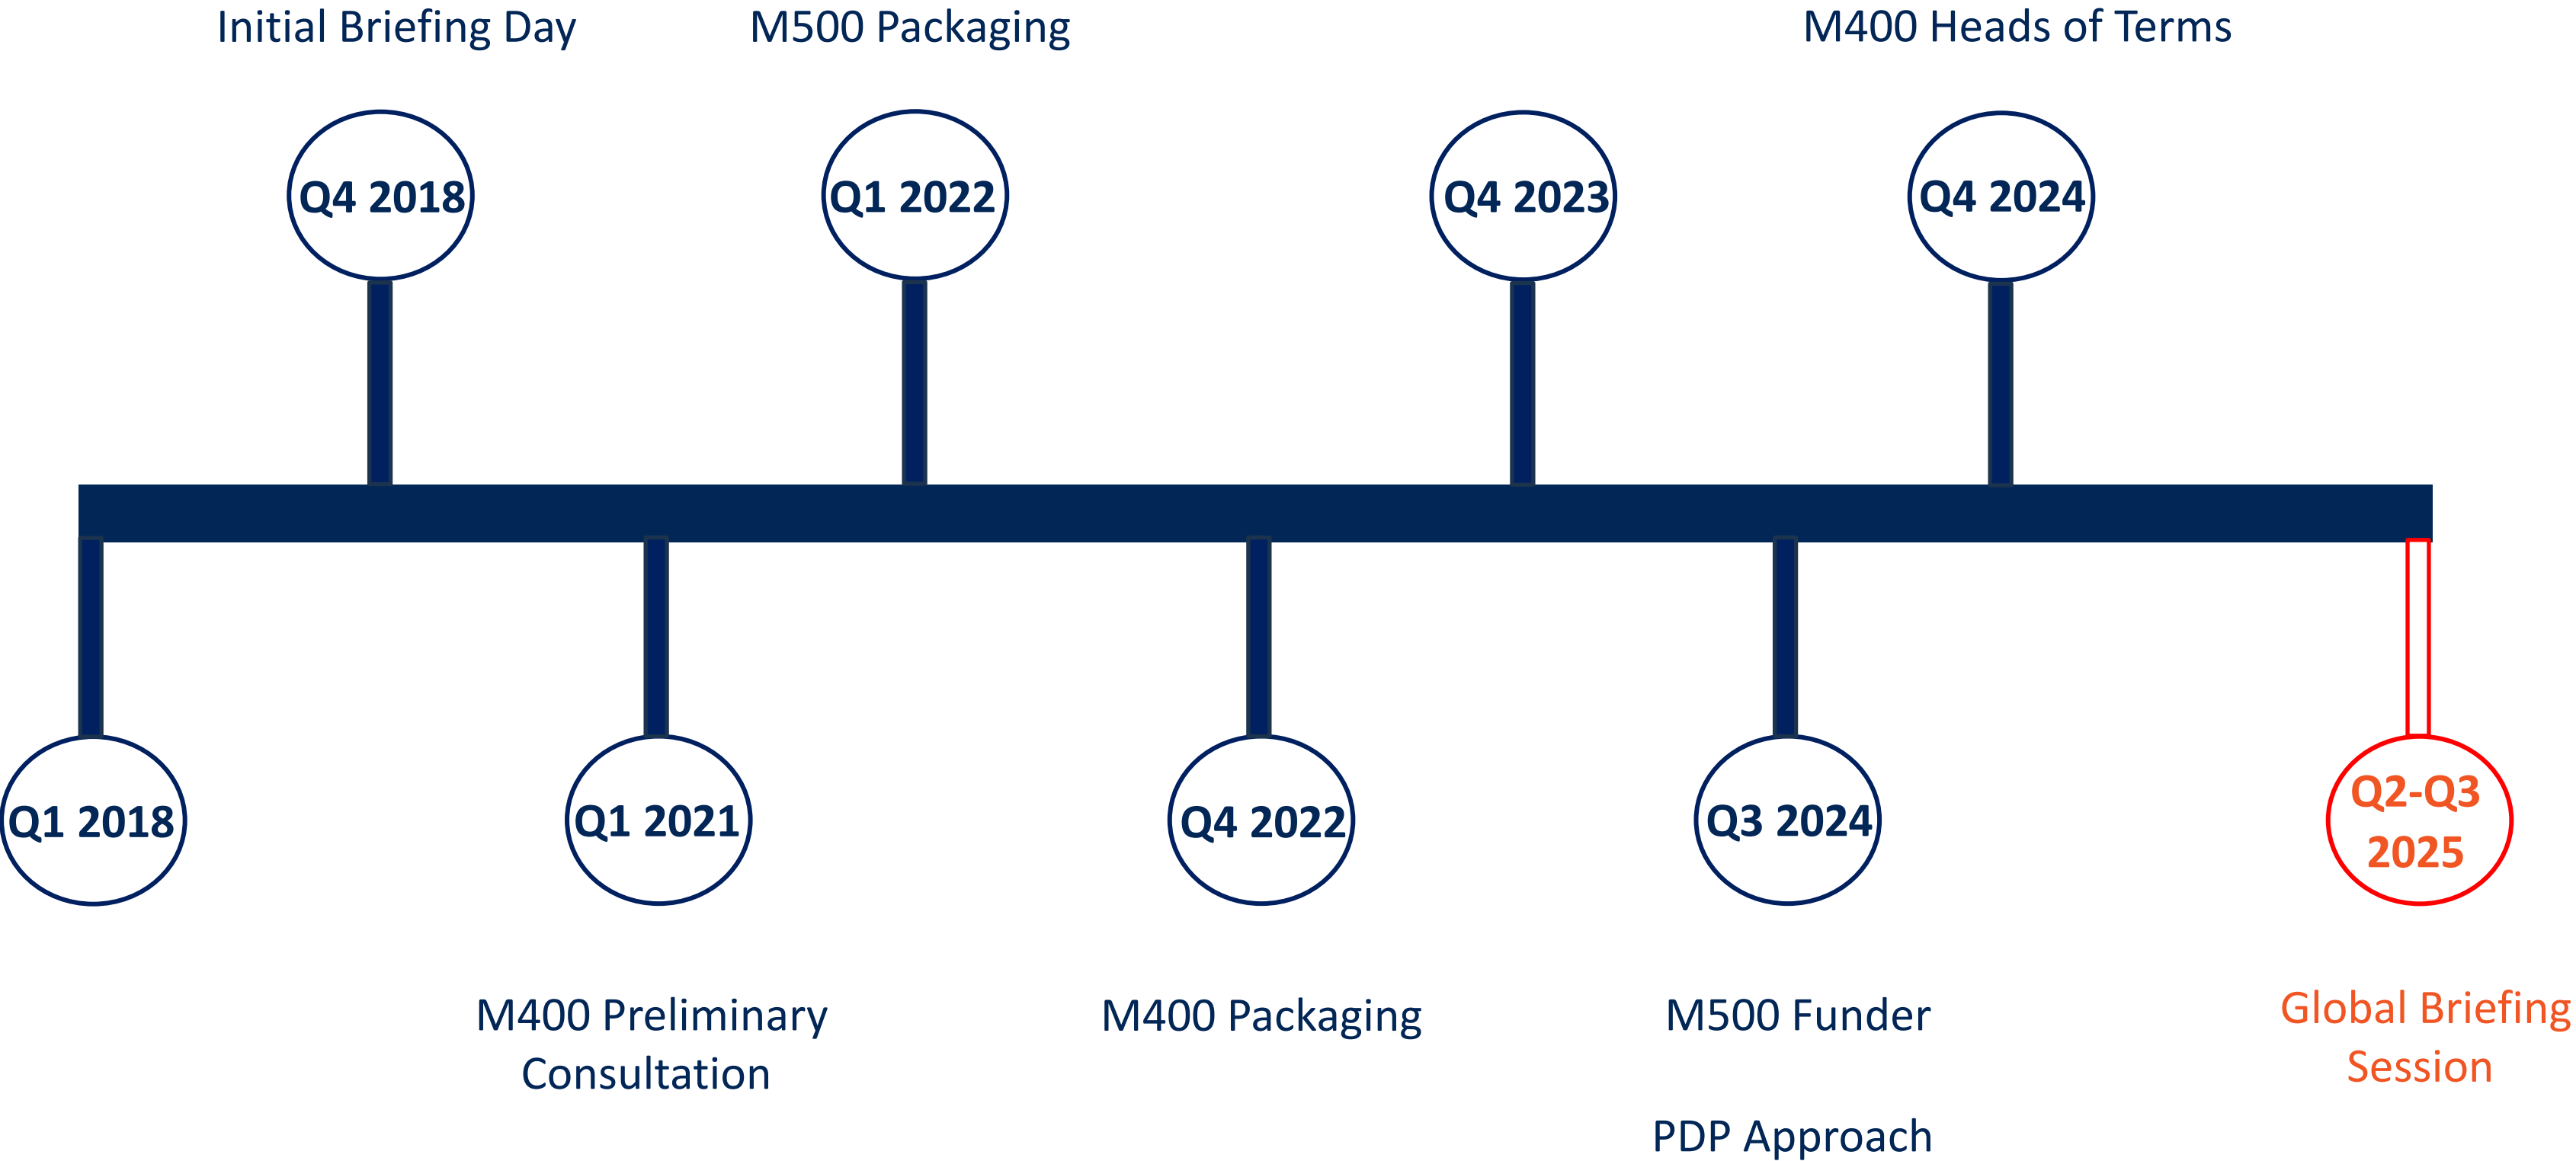 Initial Briefing Day
M500 Packaging
M400 Heads of Terms
Q4 2018
Q1 2022
Q4 2023
Q4 2024
Q1 2018
Q1 2021
Q4 2022
Q3 2024
Q2-Q3
2025
M400 Preliminary
Consultation
M400 Packaging
M500 Funder
PDP Approach
Global Briefing
Session